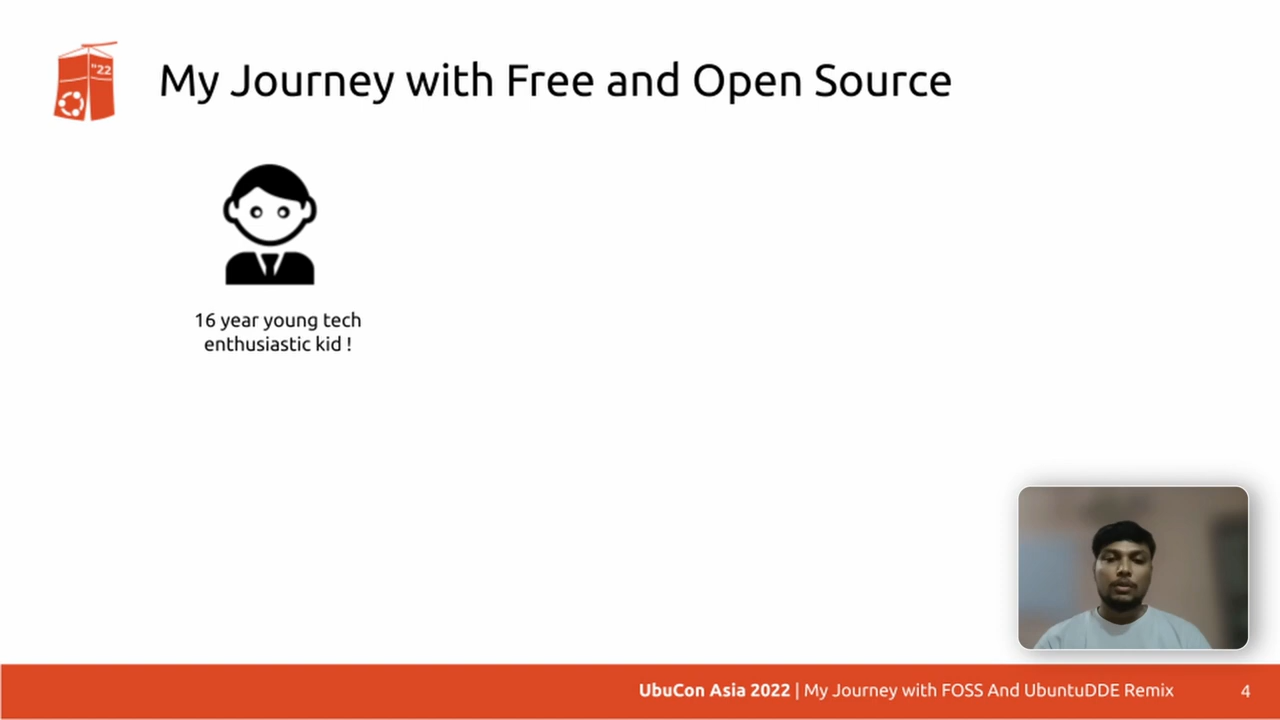 "22
My Journey with Free and Open Source
16 year young tech
enthusiastic kid !
UbuCon Asia 2022 | My Journey with FOSS And UbuntuDDE Remix
4